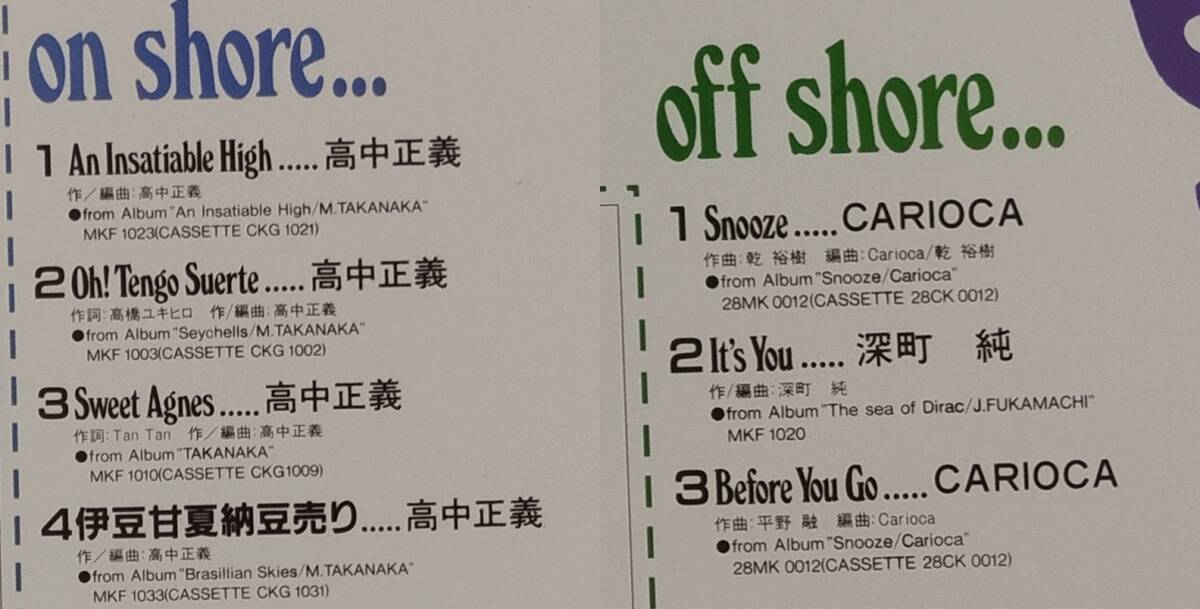 on shore...
1 An Insatiable High ..... 高中正義
作／編曲:高中正義
●from Album "An Insatiable High/M.TAKANAKA"
MKF 1023(CASSETTE CKG 1021)
2 Oh! Tengo Suerte ..... 高中正義
作詞:高橋ユキヒロ　作/編曲:高中正義
●from Album "Seychells/M.TAKANAKA"
MKF 1003(CASSETTE CKG 1002)
3 Sweet Agnes ..... 高中正義
作詞:Tan Tan　作／編曲:高中正義
●from Album "TAKANAKA"
MKF 1010(CASSETTE CKG1009)
4 伊豆甘夏納豆売り ..... 高中正義
作／編曲:高中正義
●from Album "Brasillian Skies/M.TAKANAKA"
MKF 1033(CASSETTE CKG 1031)
off shore...
1 Snooze ..... CARIOCA
作曲:乾 裕樹　編曲:Carioca/乾 裕樹
●from Album "Snooze/Carioca"
28MK 0012(CASSETTE 28CK 0012)
2 It's You ..... 深町　純
作/編曲:深町　純
●from Album "The sea of Dirac/J.FUKAMACHI"
MKF 1020
3 Before You Go ..... CARIOCA
作曲:平野 融　編曲:Carioca
●from Album "Snooze/Carioca"
28MK 0012(CASSETTE 28CK 0012)